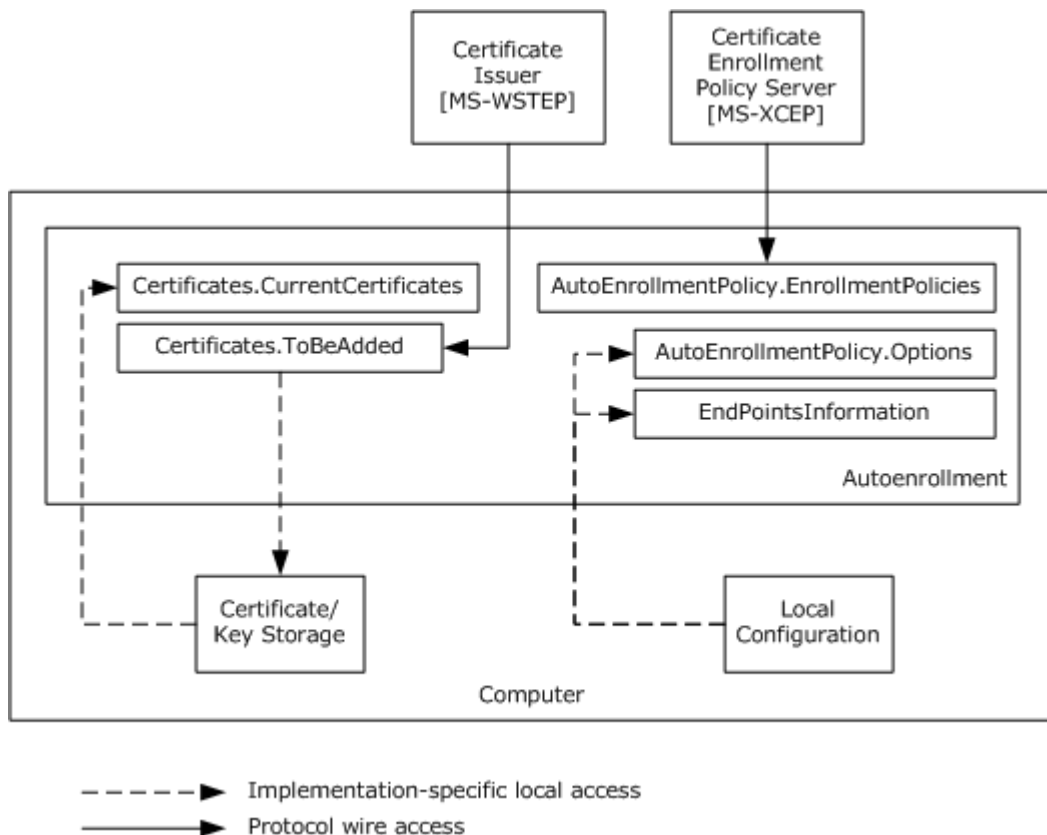 Certificate
Issuer
[MS-WSTEP]
Certificate
Enrollment
Policy Server
[MS-XCEP]
Certificates.CurrentCertificates
Certificates.ToBeAdded
AutoEnrollmentPolicy.EnrollmentPolicies
AutoEnrollmentPolicy.Options
EndPointsInformation
Autoenrollment
Certificate/
Key Storage
Local
Configuration
Computer
Implementation-specific local access
Protocol wire access